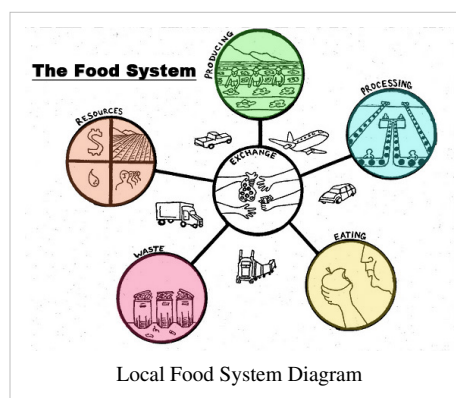 The Food System
PRODUCING
PROCESSING
RESOURCES
$
EXCHANGE
WASTE
EATING
Local Food System Diagram